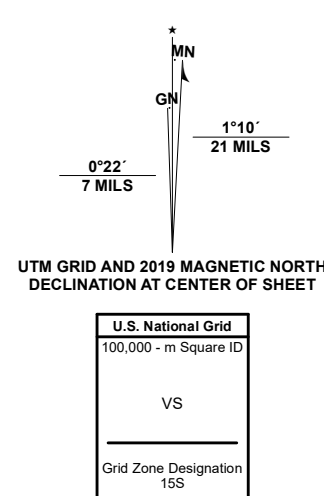 ★
MN
GN
1°10´
21 MILS
0°22´
7 MILS
UTM GRID AND 2019 MAGNETIC NORTH
DECLINATION AT CENTER OF SHEET
U.S. National Grid
100,000 - m Square ID
VS
Grid Zone Designation
15S